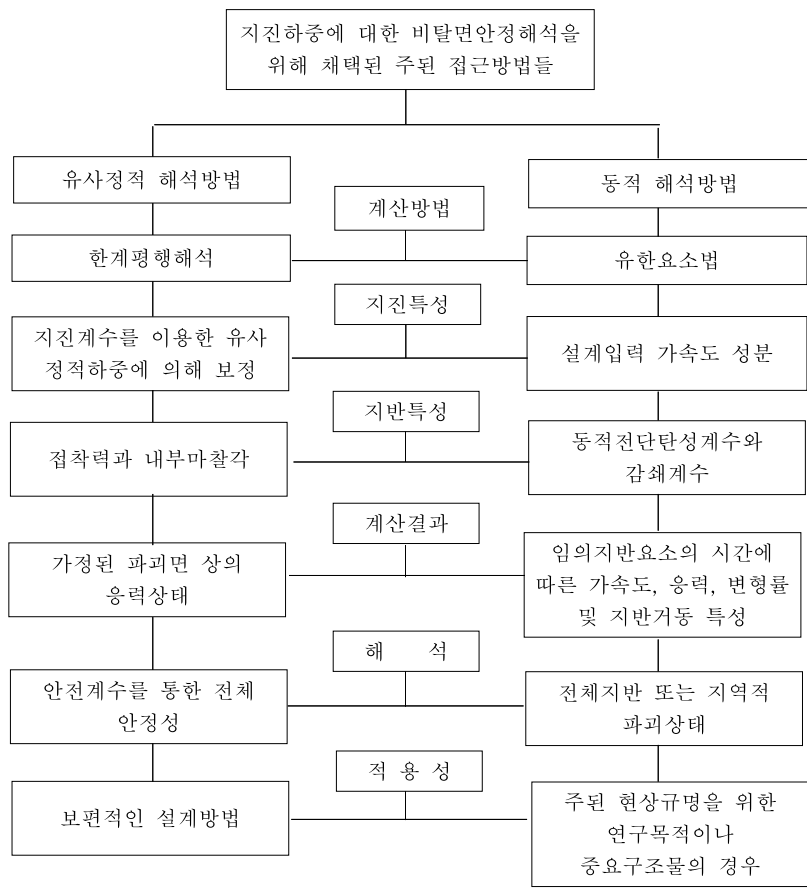 지진하중에 대한 비탈면안정해석을
위해 채택된 주된 접근방법들
유사정적 해석방법
동적 해석방법
계산방법
한계평행해석
유한요소법
지진특성
지진계수를 이용한 유사
정적하중에 의해 보정
설계입력 가속도 성분
지반특성
접착력과 내부마찰각
동적전단탄성계수와
감쇄계수
계산결과
가정된 파괴면 상의
응력상태
임의지반요소의 시간에
따른 가속도, 응력, 변형률
및 지반거동 특성
해 석
안전계수를 통한 전체
안정성
전체지반 또는 지역적
파괴상태
적 용 성
보편적인 설계방법
주된 현상규명을 위한
연구목적이나
중요구조물의 경우